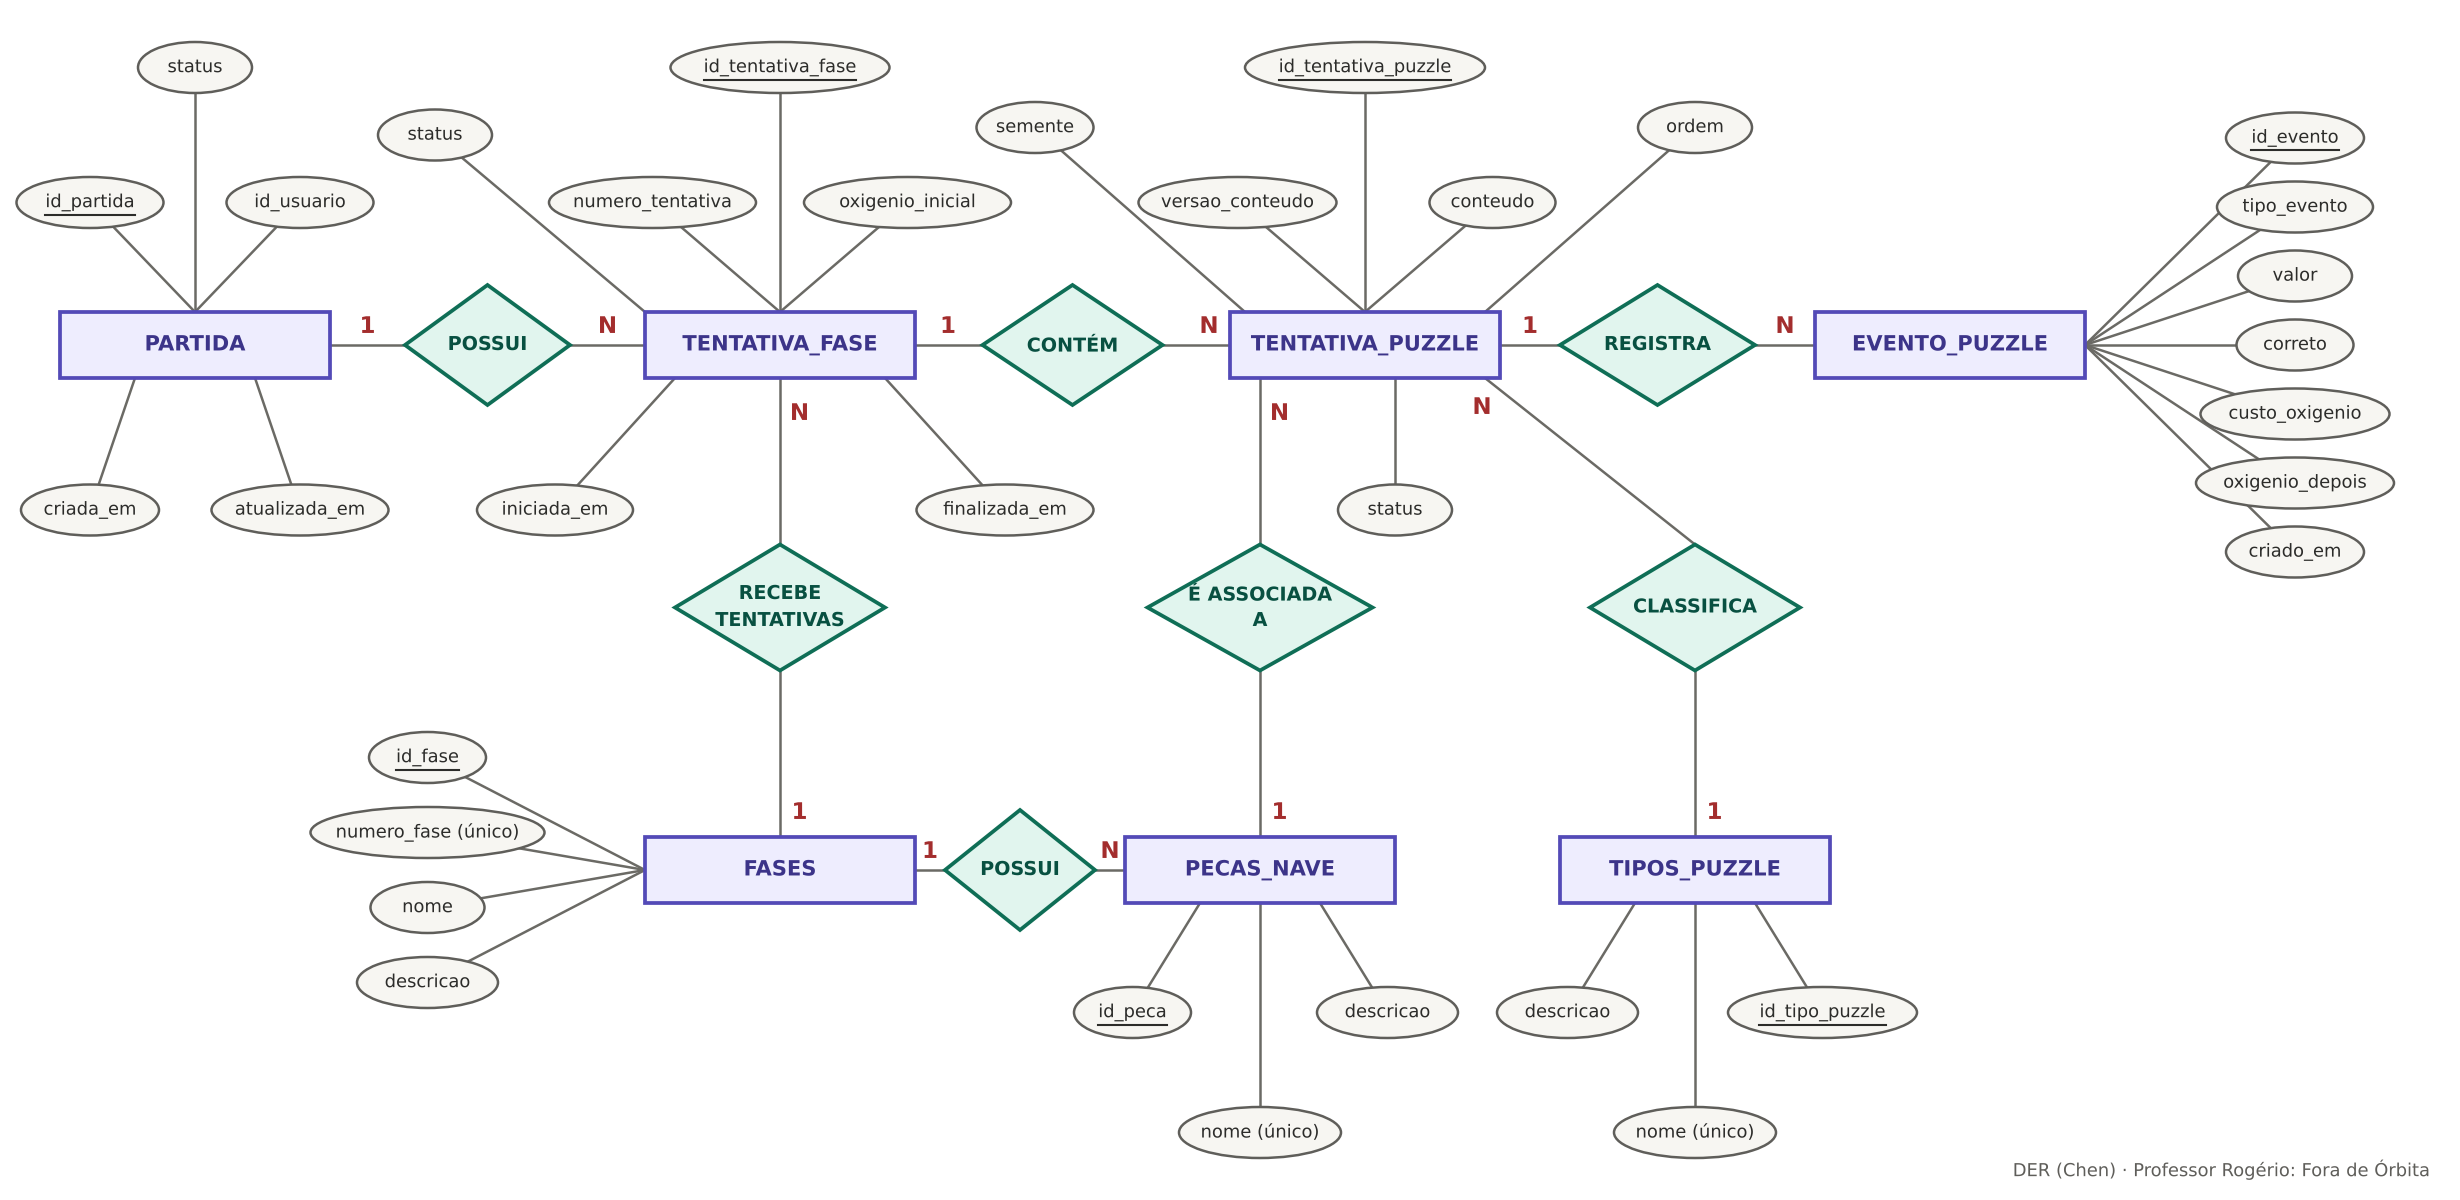 status
id_tentativa_fase
id_tentativa_puzzle
status
semente
ordem
id_evento
id_partida
id_usuario
numero_tentativa
oxigenio_inicial
versao_conteudo
conteudo
tipo_evento
valor
PARTIDA
1
POSSUI
N
TENTATIVA_FASE
1
CONTÉM
N
TENTATIVA_PUZZLE
1
REGISTRA
N
EVENTO_PUZZLE
correto
N
N
N
custo_oxigenio
oxigenio_depois
criada_em
atualizada_em
iniciada_em
finalizada_em
status
criado_em
RECEBE
TENTATIVAS
É ASSOCIADA
A
CLASSIFICA
id_fase
numero_fase (único)
nome
descricao
1
1
1
FASES
1
POSSUI
N
PECAS_NAVE
TIPOS_PUZZLE
id_peca
descricao
descricao
id_tipo_puzzle
nome (único)
nome (único)
DER (Chen) · Professor Rogério: Fora de Órbita